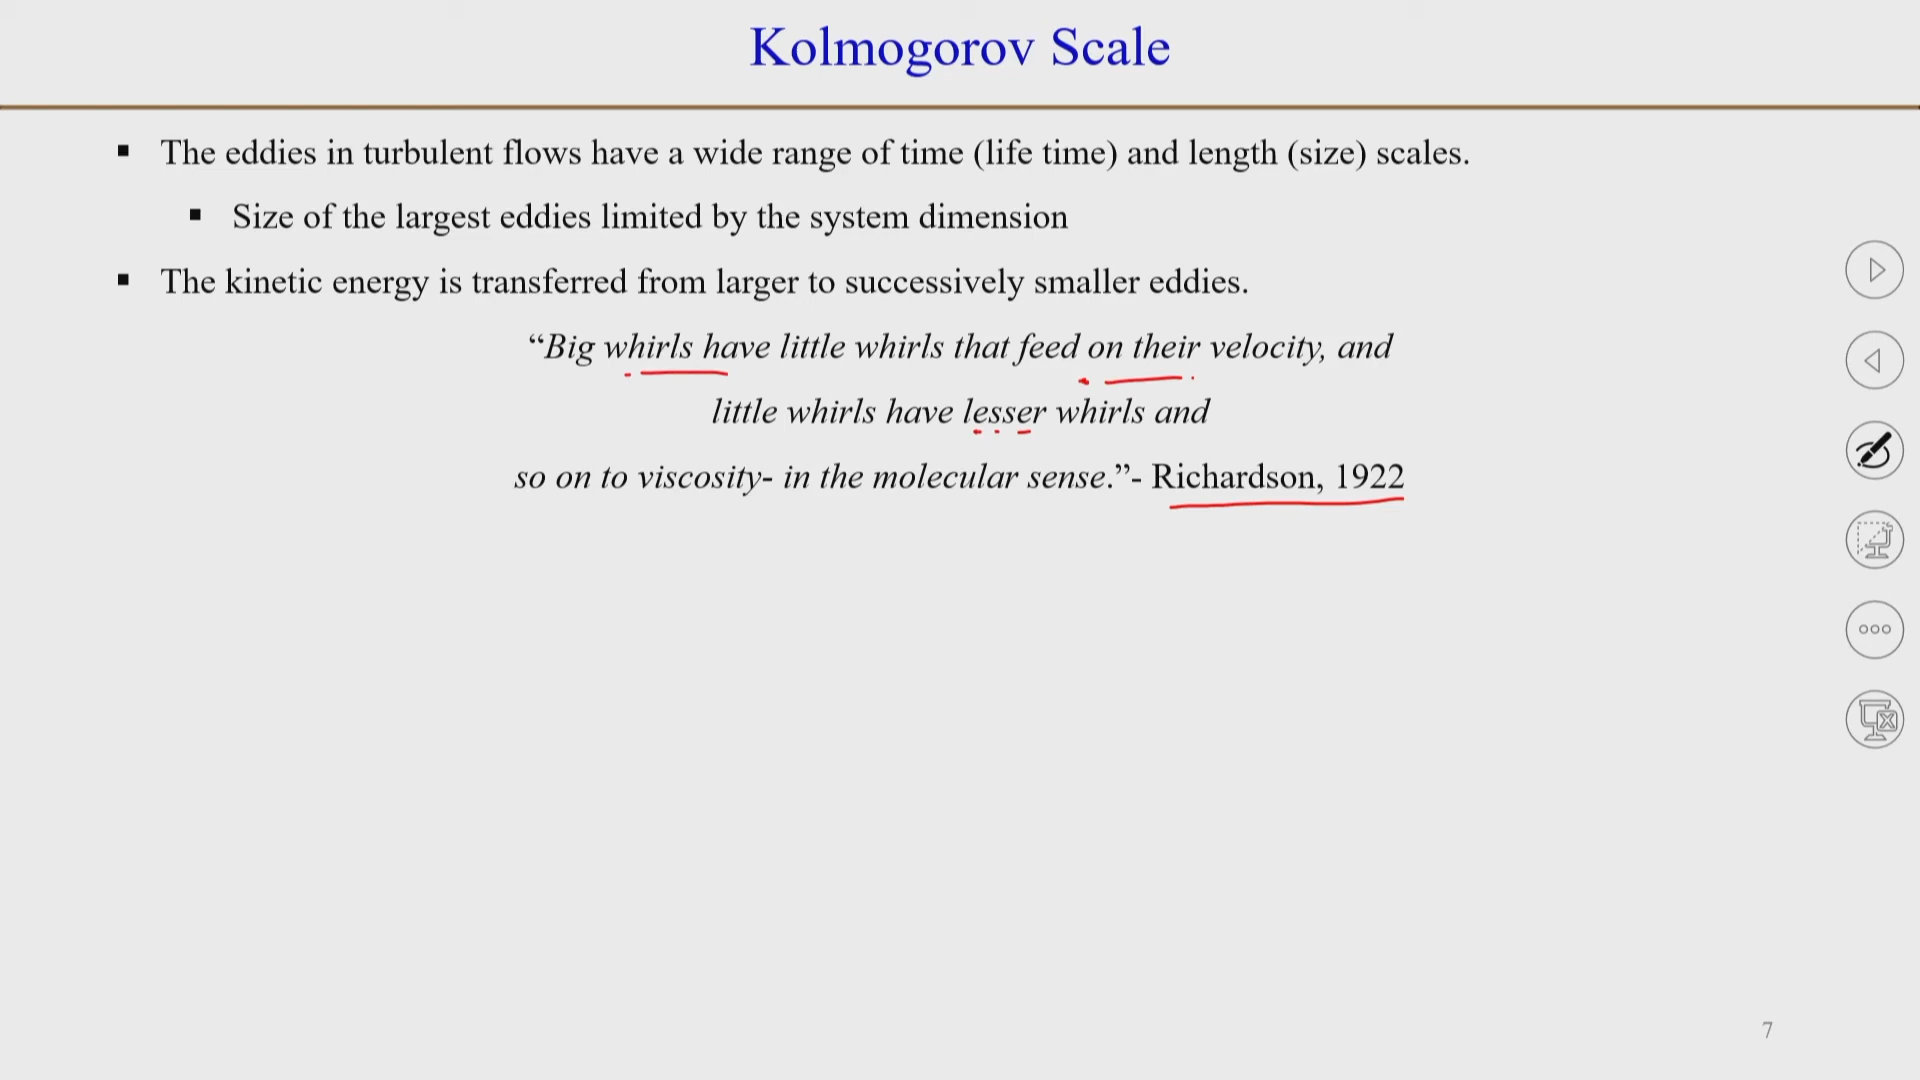 Kolmogorov Scale
▪ The eddies in turbulent flows have a wide range of time (life time) and length (size) scales.
▪ Size of the largest eddies limited by the system dimension
▪ The kinetic energy is transferred from larger to successively smaller eddies.
“Big whirls have little whirls that feed on their velocity, and
little whirls have lesser whirls and
so on to viscosity- in the molecular sense.”- Richardson, 1922
7